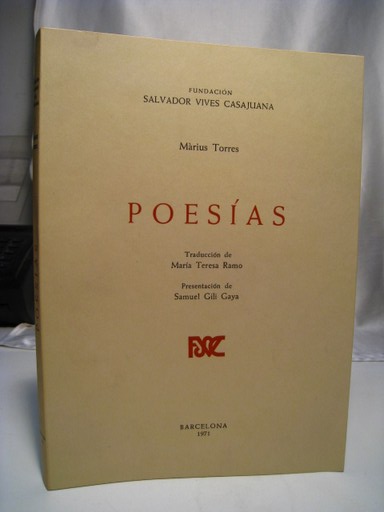 FUNDACIÓN
SALVADOR VIVES CASAJUANA
Màrius Torres
POESÍAS
Traducción de
María Teresa Ramo
Presentación de
Samuel Gili Gaya
BARCELONA
1971